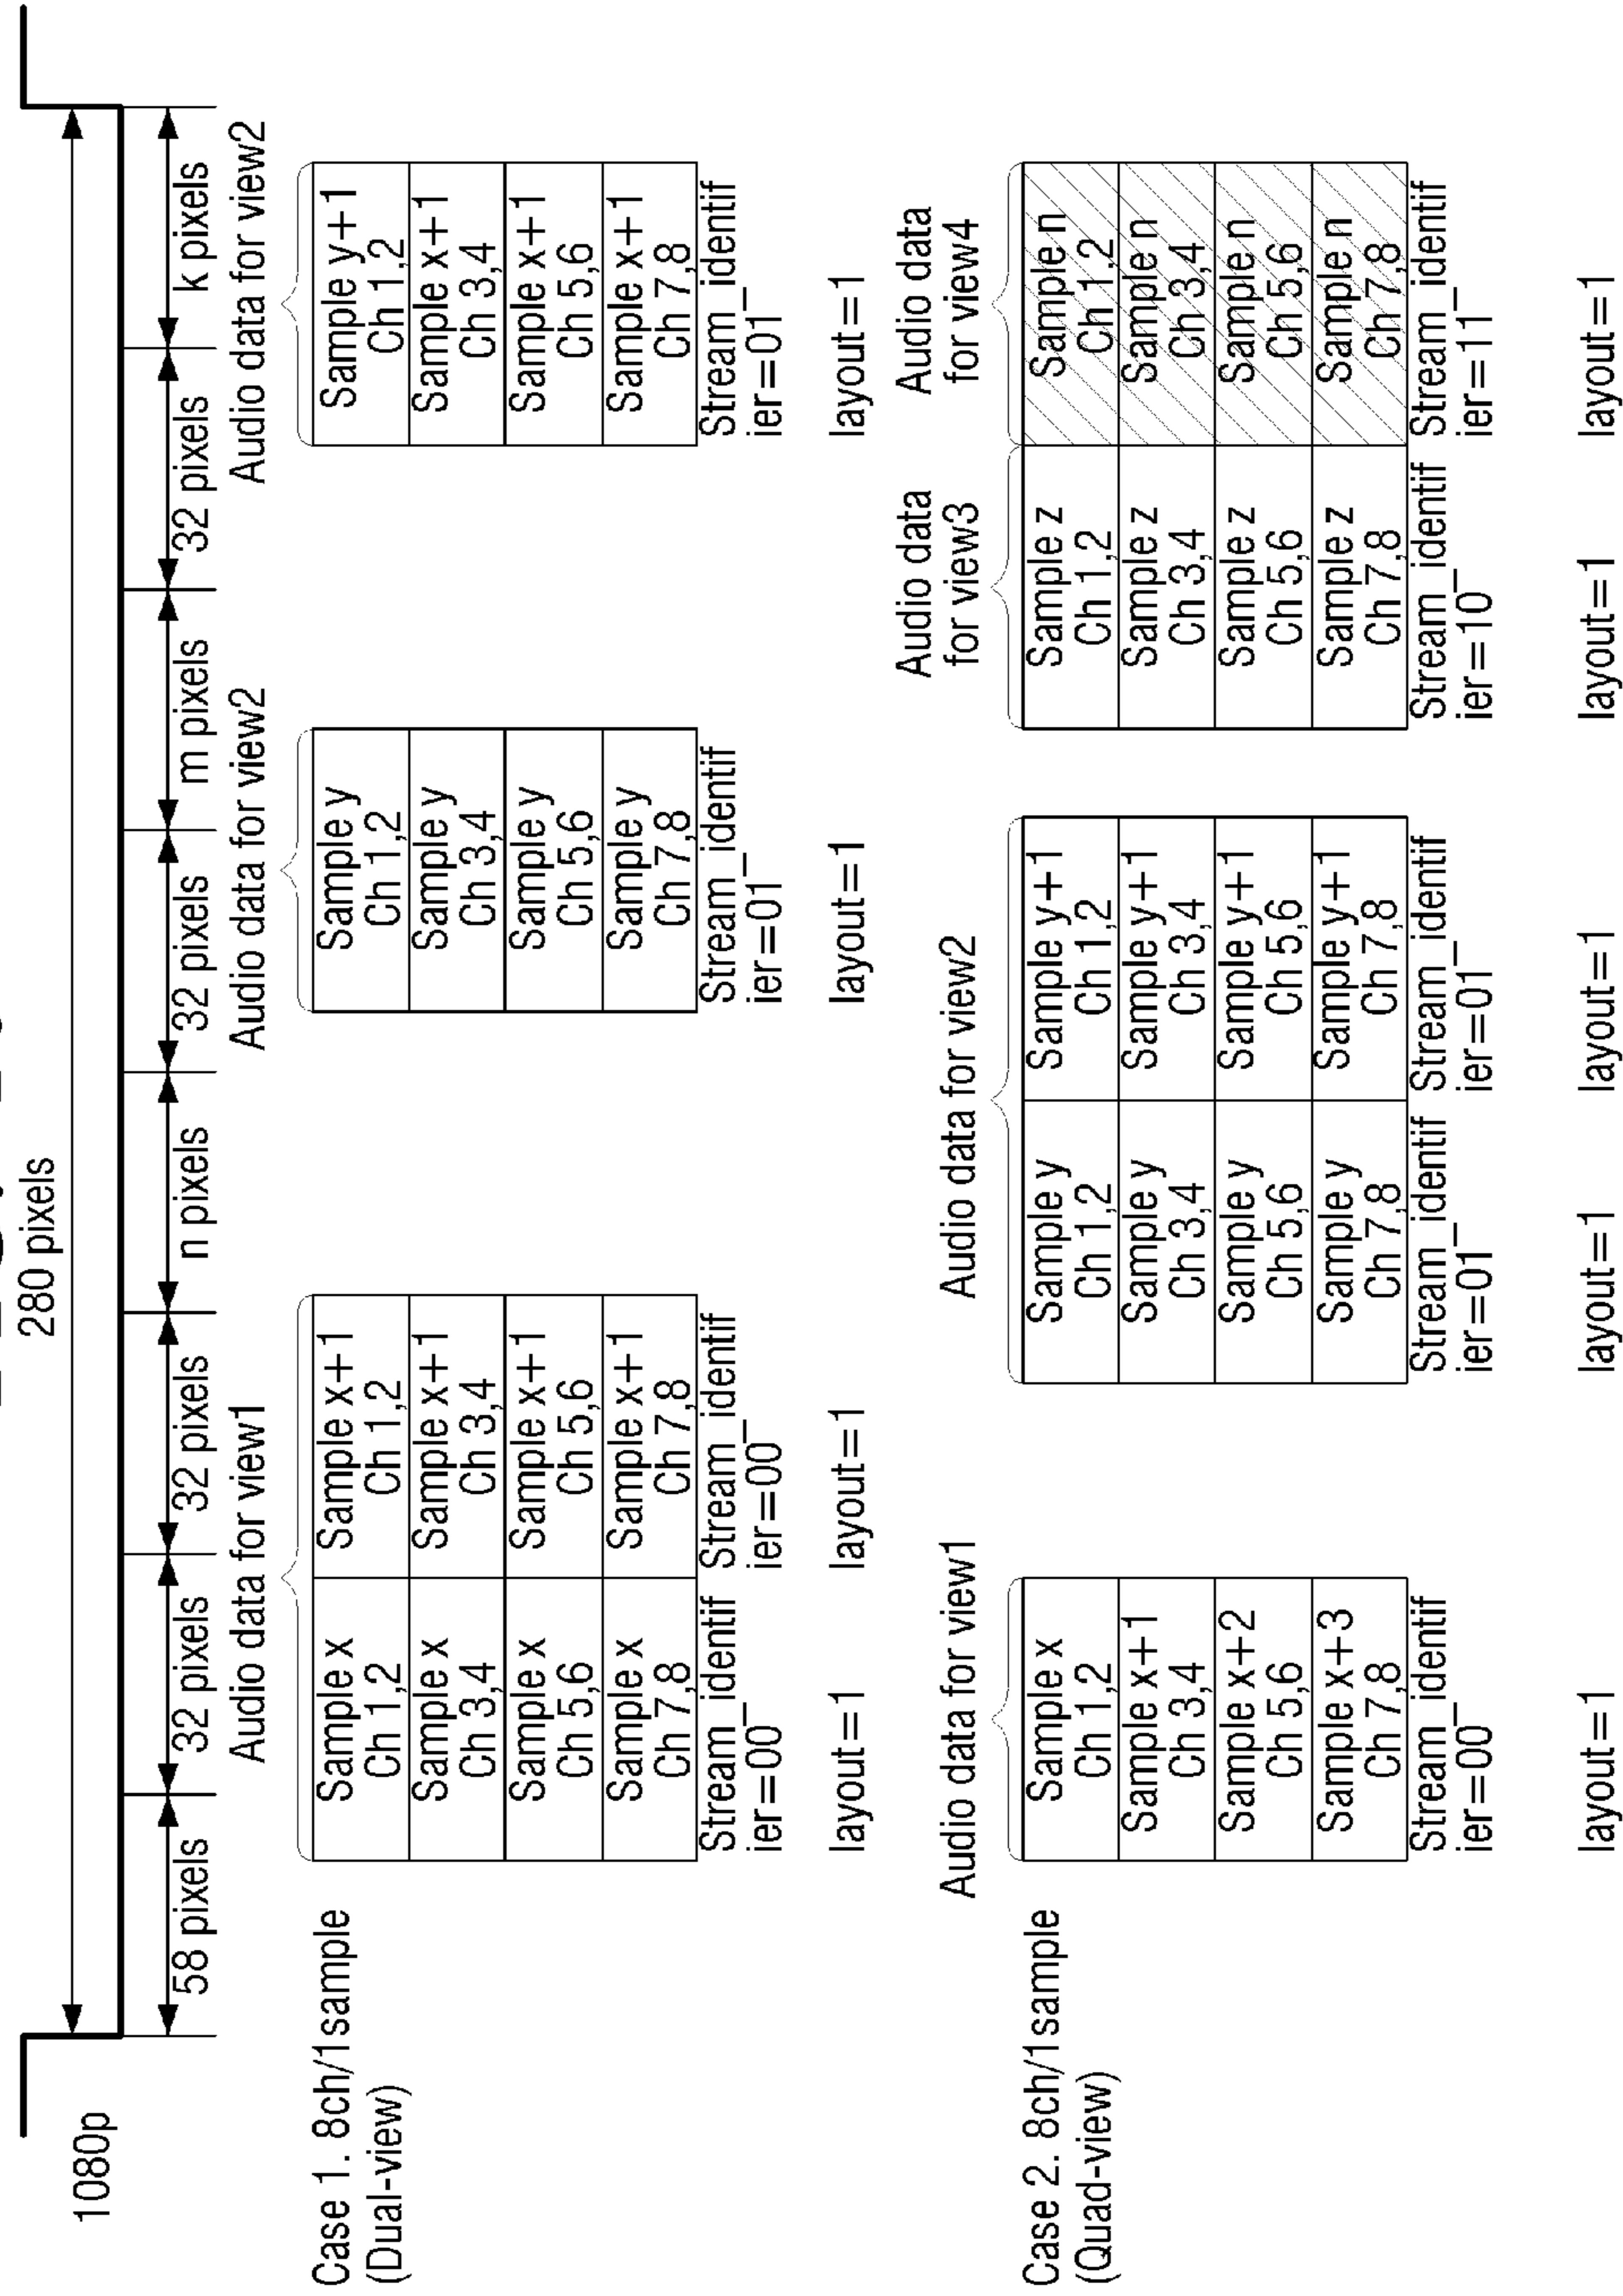 280 pixels
1080p
58 pixels
32 pixels
32 pixels
n pixels
32 pixels
m pixels
32 pixels
k pixels
Case 1. 8ch/1sample
(Dual-view)
Audio data for view1
Sample x
Ch 1,2
Sample x
Ch 3,4
Sample x
Ch 5,6
Sample x
Ch 7,8
Stream_identif
ier=00_
layout=1
Sample x+1
Ch 1,2
Sample x+1
Ch 3,4
Sample x+1
Ch 5,6
Sample x+1
Ch 7,8
Stream_identif
ier=00_
layout=1
Audio data for view2
Sample y
Ch 1,2
Sample y
Ch 3,4
Sample y
Ch 5,6
Sample y
Ch 7,8
Stream_identif
ier=01_
layout=1
Audio data for view2
Sample y+1
Ch 1,2
Sample x+1
Ch 3,4
Sample x+1
Ch 5,6
Sample x+1
Ch 7,8
Stream_identif
ier=01_
layout=1
Case 2. 8ch/1sample
(Quad-view)
Audio data for view1
Sample x
Ch 1,2
Sample x+1
Ch 3,4
Sample x+2
Ch 5,6
Sample x+3
Ch 7,8
Stream_identif
ier=00_
layout=1
Audio data for view2
Sample y
Ch 1,2
Sample y
Ch 3,4
Sample y
Ch 5,6
Sample y
Ch 7,8
Stream_identif
ier=01_
layout=1
Sample y+1
Ch 1,2
Sample y+1
Ch 3,4
Sample y+1
Ch 5,6
Sample y+1
Ch 7,8
Stream_identif
ier=01_
layout=1
Audio data
for view3
Sample z
Ch 1,2
Sample z
Ch 3,4
Sample z
Ch 5,6
Sample z
Ch 7,8
Stream_identif
ier=10_
layout=1
Audio data
for view4
Sample n
Ch 1,2
Sample n
Ch 3,4
Sample n
Ch 5,6
Sample n
Ch 7,8
Stream_identif
ier=11_
layout=1